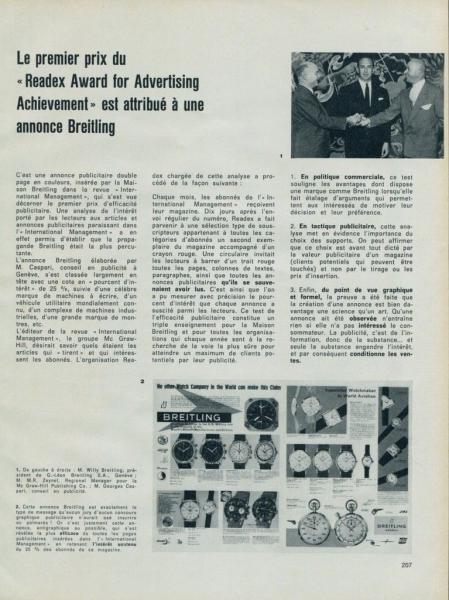 Le premier prix du
« Readex Award for Advertising
Achievement» est attribué à une
annonce Breitling
1
C'est une annonce publicitaire double
page en couleurs, insérée par la Mai-
son Breitling dans la revue « Inter-
national Management », qui s'est vue
décerner le premier prix d'efficacité
publicitaire. Une analyse de l'intérêt
porté par les lecteurs aux articles et
annonces publicitaires paraissant dans
l'« International Management » a en
effet permis d'établir que la propa-
gande Breitling était la plus percu-
tante.
L'annonce Breitling élaborée par
M. Caspari, conseil en publicité à
Genève, s'est classée largement en
tête avec une cote en « pourcent d'in-
térêt » de 25 %, suivie d'une célèbre
marque de machines à écrire, d'un
véhicule utilitaire mondialement con-
nu, d'un complexe de machines indus-
trielles, d'une grande marque de mon-
tres, etc.
L'éditeur de la revue « International
Management », le groupe Mc Graw-
Hill, désirait savoir quels étaient les
articles qui « tirent » et qui intéres-
sent les abonnés. L'organisation Rea-
dex chargée de cette analyse a pro-
cédé de la façon suivante :
Chaque mois, les abonnés de l'« In-
ternational Management » reçoivent
leur magazine. Dix jours après l'en-
voi régulier du numéro, Readex a fait
parvenir à une sélection type de sous-
cripteurs appartenant à toutes les ca-
tégories d'abonnés un second exem-
plaire du magazine accompagné d'un
crayon rouge. Une circulaire invitait
les lecteurs à barrer d'un trait rouge
toutes les pages, colonnes de textes,
paragraphes, ainsi que toutes les an-
nonces publicitaires qu'ils se souve-
naient avoir lus. C'est ainsi que l'on
a pu mesurer avec précision le pour-
cent d'intérêt que chaque annonce a
suscité parmi les lecteurs. Ce test de
l'efficacité publicitaire constitue un
triple enseignement pour la Maison
Breitling et pour toutes les organisa-
tions qui chaque année sont à la re-
cherche de la voie la plus sûre pour
atteindre un maximum de clients po-
tentiels par leur publicité.
1. En politique commerciale, ce test
souligne les avantages dont dispose
une marque comme Breitling lorsqu'elle
fait étalage d'arguments qui permet-
tent aux intéressés de motiver leur
décision et leur préférence.
2. En tactique publicitaire, cette ana-
lyse met en évidence l'importance du
choix des supports. On peut affirmer
que ce choix est avant tout dicté par
la valeur publicitaire du magazine
(clients potentiels qui peuvent être
touchés) et non par le tirage ou les
prix d'insertion.
3. Enfin, du point de vue graphique
et formel, la preuve a été faite que
la création d'une annonce est bien da-
vantage une science qu'un art. Qu'une
annonce ait été observée n'entraîne
rien si elle n'a pas intéressé le con-
sommateur. La publicité, c'est de l'in-
formation, donc de la substance... et
seule la substance engendre l'intérêt,
et par conséquent conditionne les ven-
tes.
2
No other Watch Company in the World can make this Claim
BREITLING
BREITLING
1. De gauche à droite : M. Willy Breitling, pré-
sident de G.-Léon Breitling S.A., Genève ;
M. M.R. Zeynel, Regional Manager pour la
Mc Graw-Hill Publishing Co. ; M. Georges Cas-
pari, conseil en publicité.
2. Cette annonce Breitling est exactement le
type de message qu'aucun jury d'aucun concours
graphique publicitaire n'aurait osé inscrire
au palmarès ! Or c'est justement cette an-
nonce, antigraphique au possible, qui s'est
révélée la plus efficace de toutes les pages
publicitaires insérées dans l'« International
Management » en retenant l'intérêt soutenu
du 25 % des abonnés de ce magazine.
207